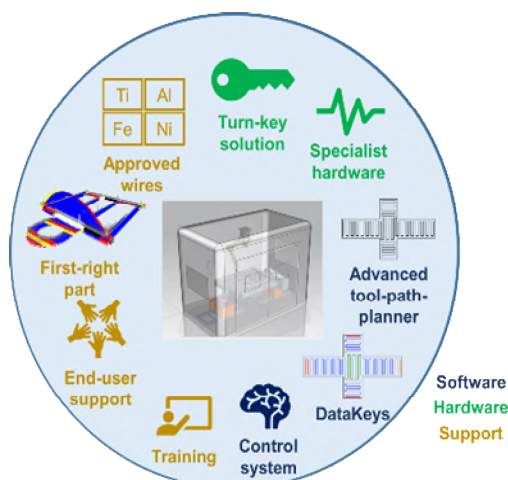 Turn-key
solution
Specialist
hardware
Ti Al
Fe Ni
Approved
wires
First-right
part
Advanced
tool-path-
planner
End-user
support
DataKeys
Training
Control
system
Software
Hardware
Support